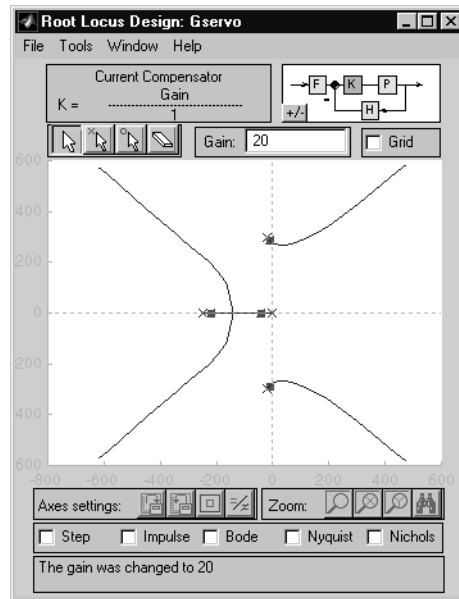 Root Locus Design: Gservo
File Tools Window Help
Current Compensator
K = Gain
1
F K P
H
+/-
Gain: 20
Grid
600
400
200
0
200
400
600
-800 -600 -400 -200 0 200 400 600
Axes settings: Zoom: X Y
Step Impulse Bode Nyquist Nichols
The gain was changed to 20